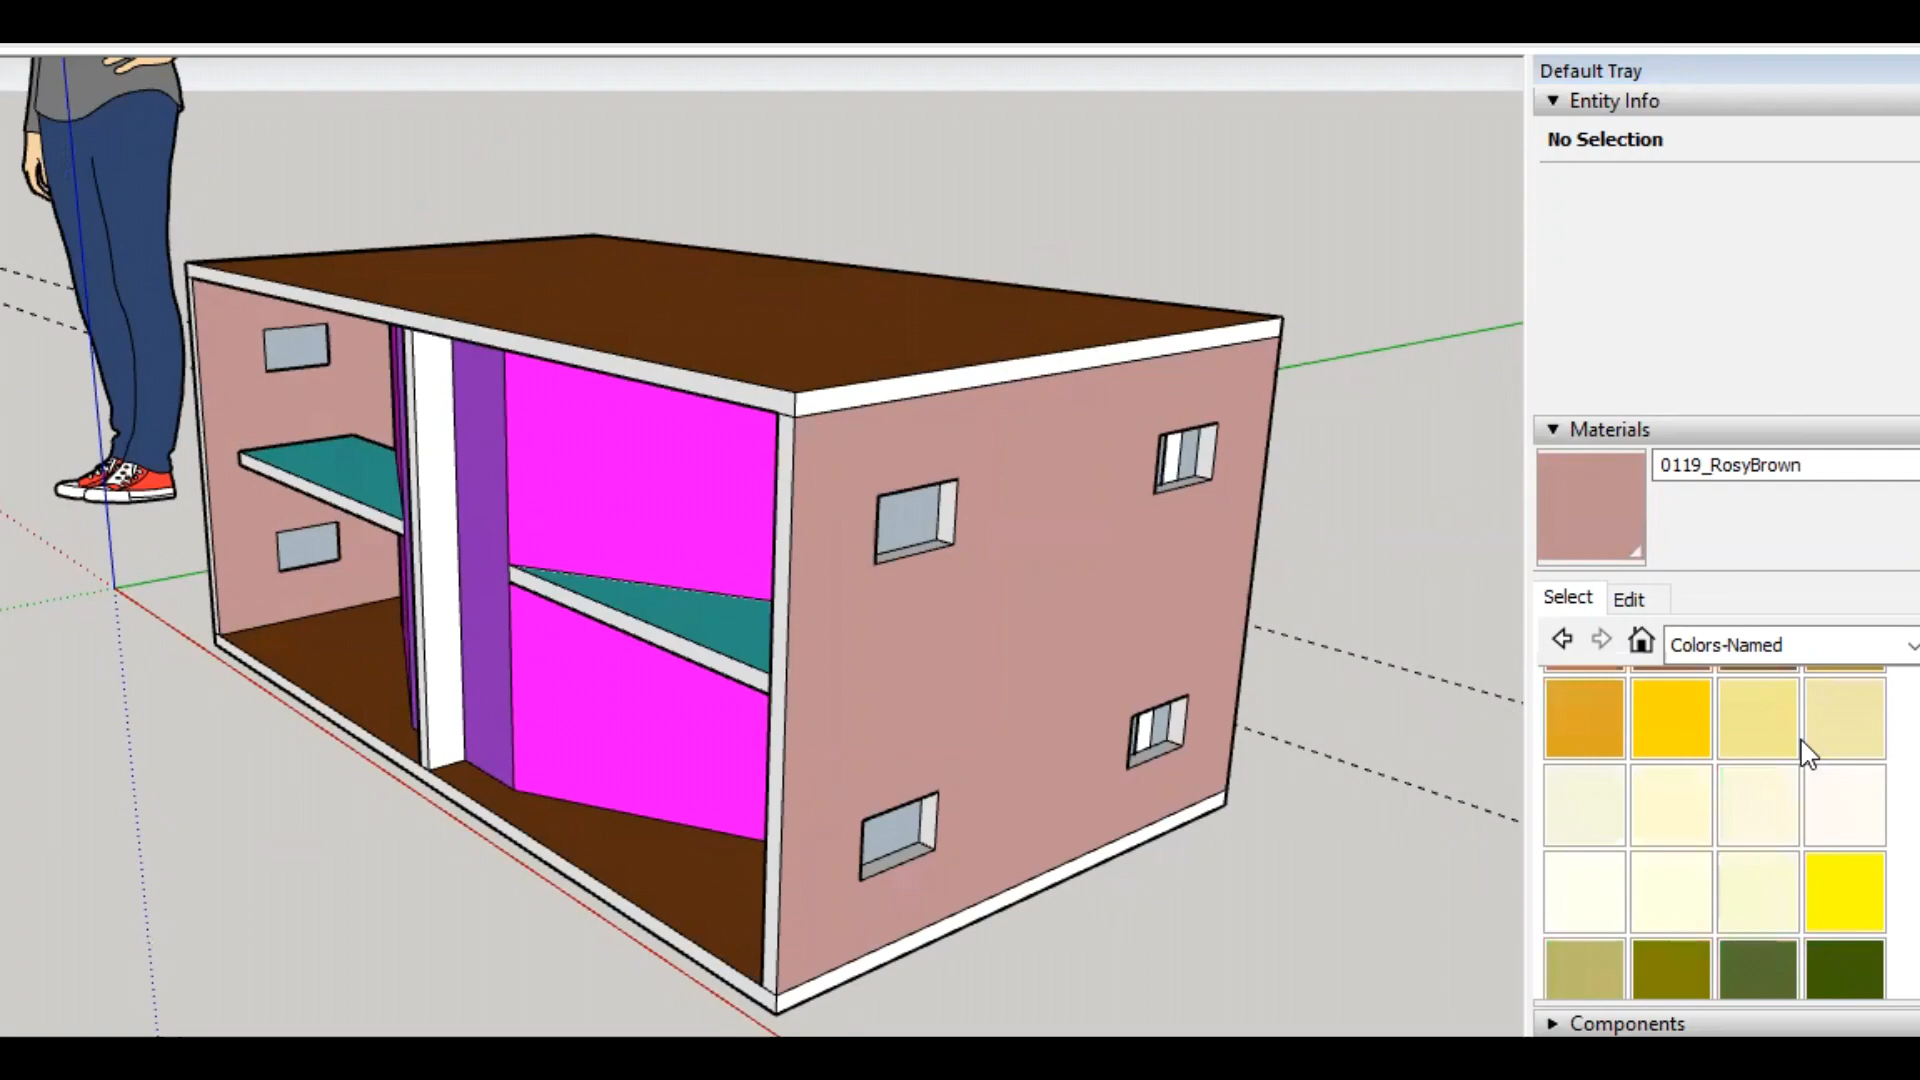 Default Tray
Entity Info
No Selection
Materials
0119_RosyBrown
Select Edit
Colors-Named
Components